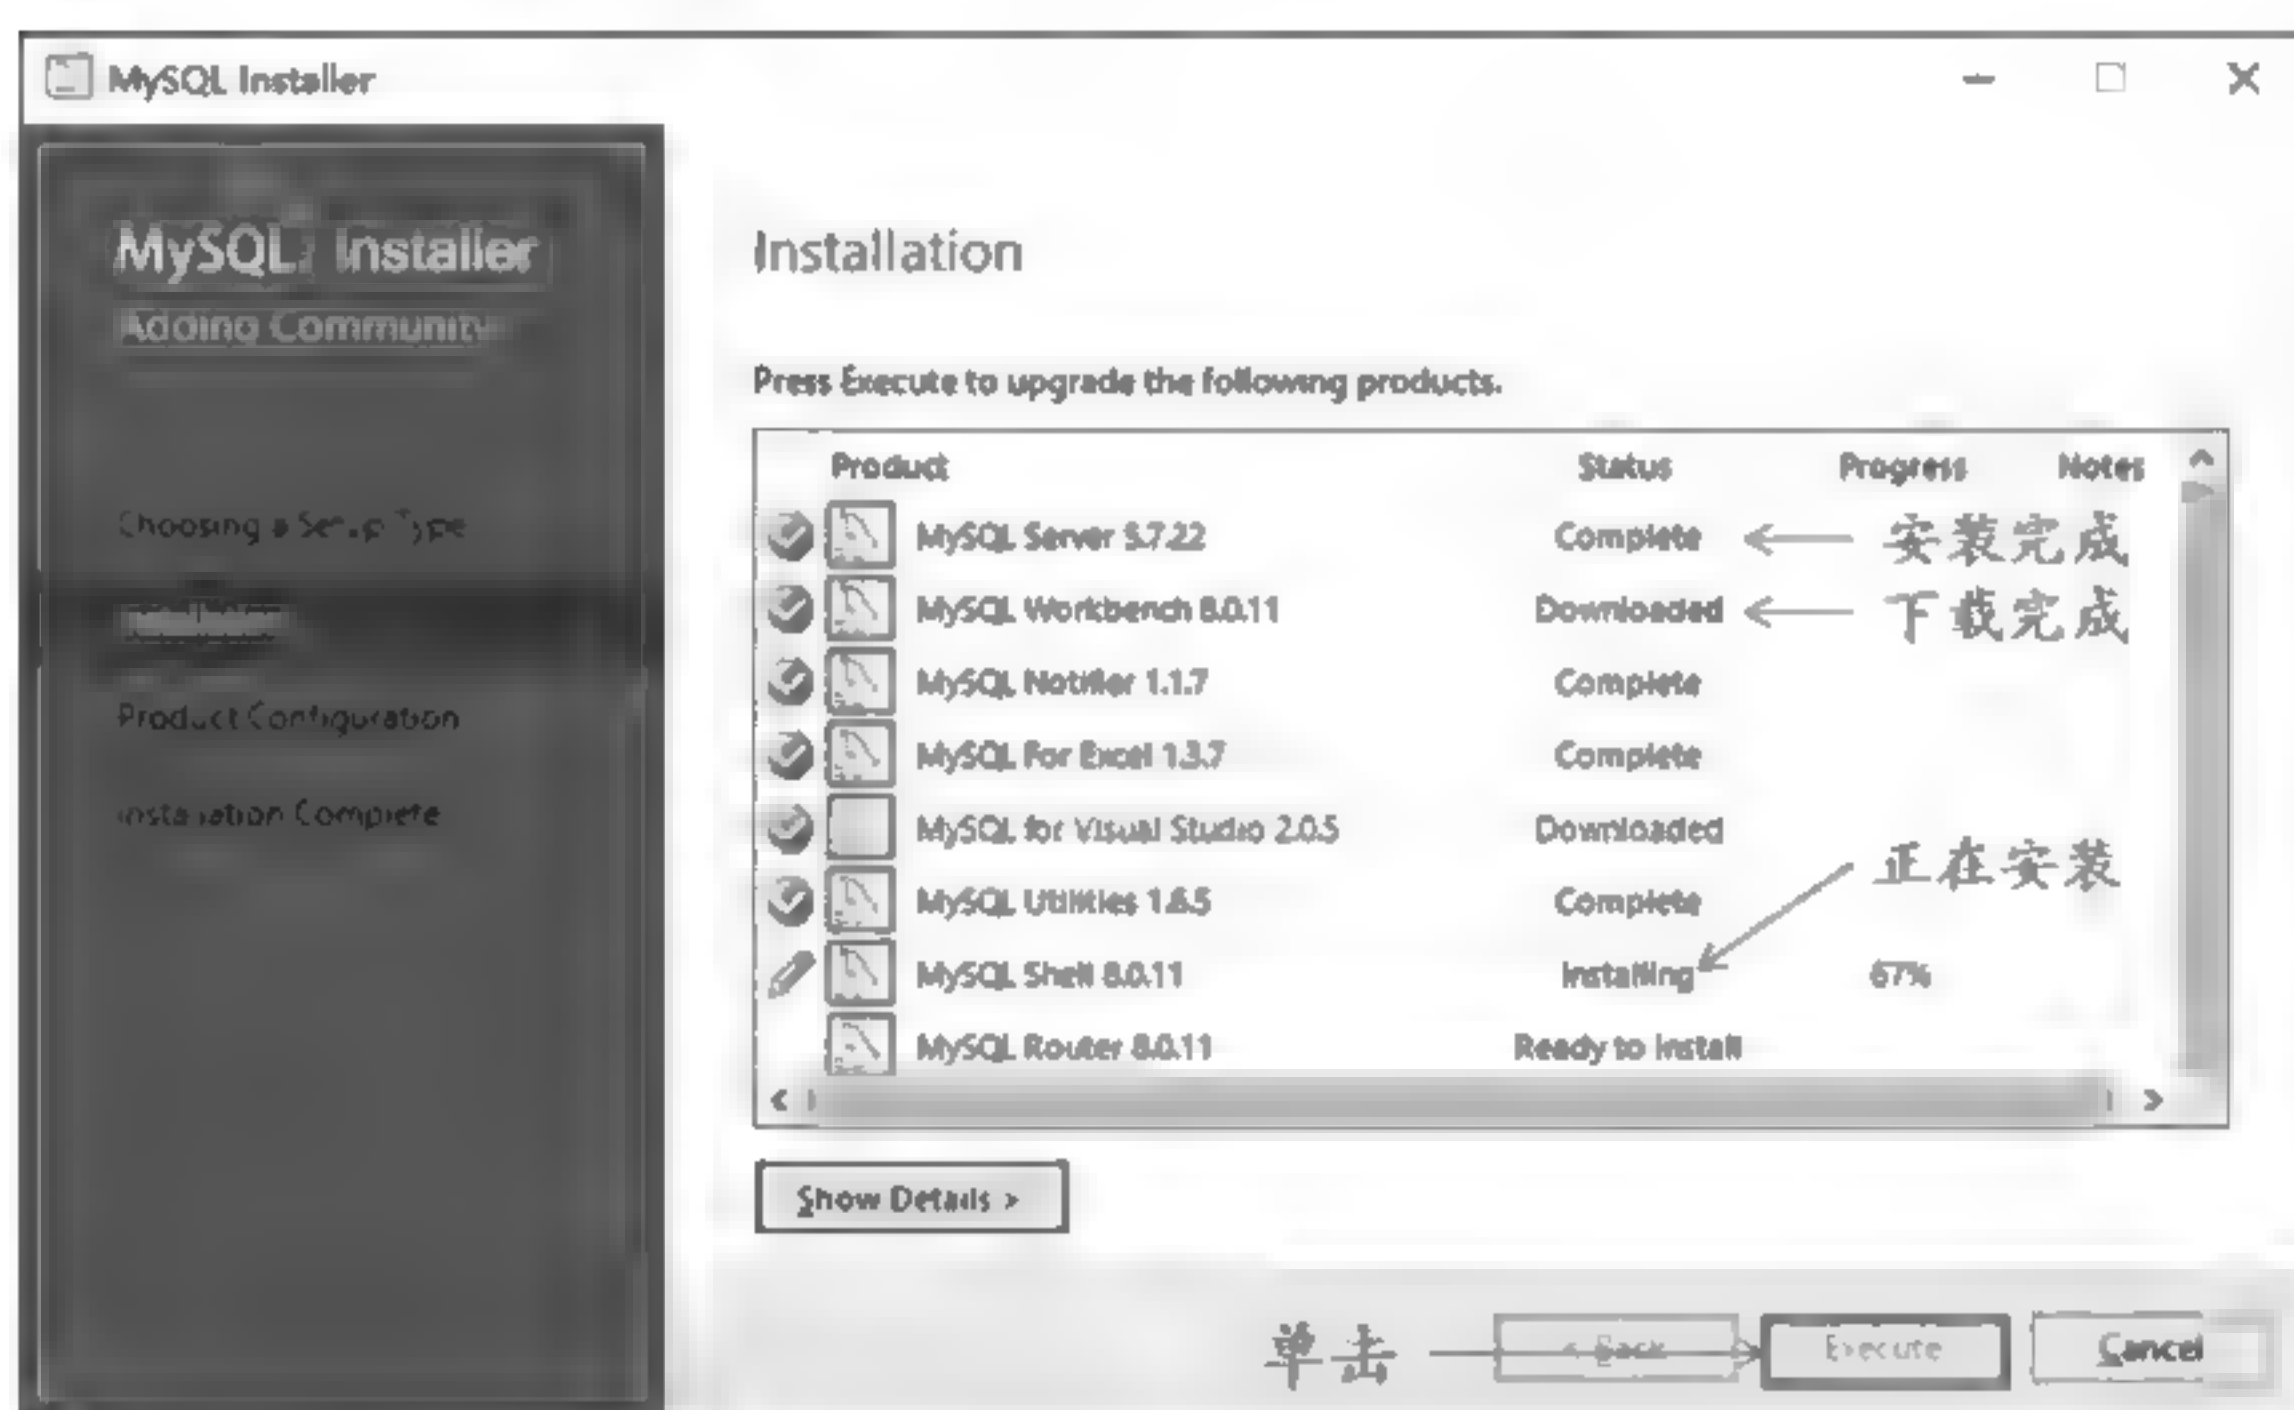 MySQL Installer
MySQL. Installer
Adding Community
Choosing a Setup Type
Product Configuration
Installation Complete
Installation
Press Execute to upgrade the following products.
Product Status Progress Notes
MySQL Server 5.7.22 Complete 安装完成
MySQL Workbench 8.0.11 Downloaded 下载完成
MySQL Notifier 1.1.7 Complete
MySQL For Excel 1.3.7 Complete
MySQL for Visual Studio 2.0.5 Downloaded
正在安装
MySQL Utilities 1.6.5 Complete
MySQL Shell 8.0.11 Installing 67%
MySQL Router 8.0.11 Ready to Install
Show Details >
单击 < Back Execute Cancel